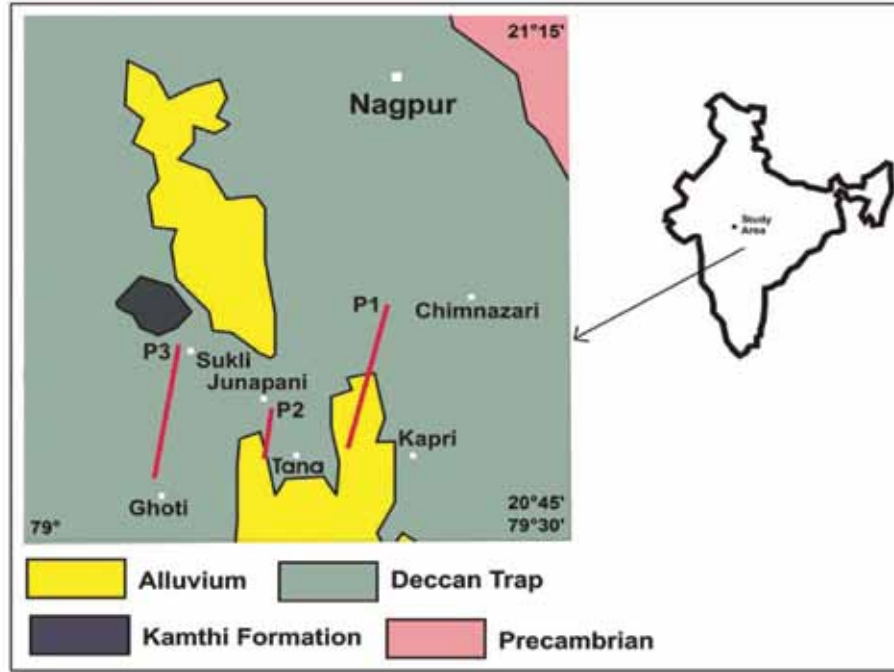 21°15'
Nagpur
Study
Area
P1
Chimnazari
P3
Sukli
Junapani
P2
Kapri
Tana
Ghoti
20°45'
79°
79°30'
Alluvium
Deccan Trap
Kamthi Formation
Precambrian